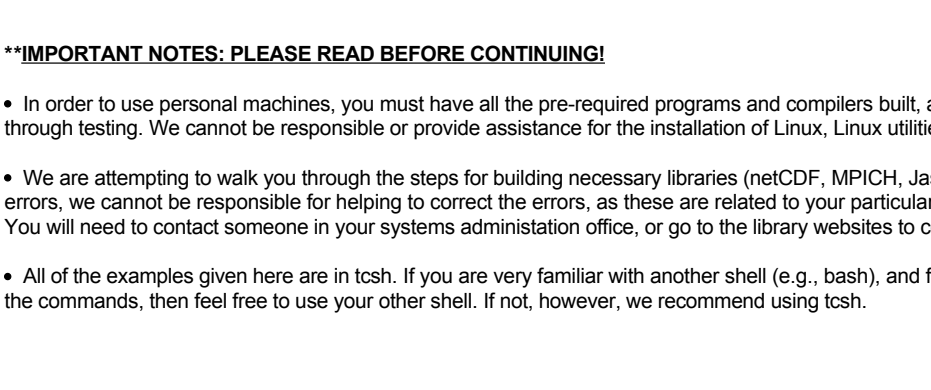 **IMPORTANT NOTES: PLEASE READ BEFORE CONTINUING!
• In order to use personal machines, you must have all the pre-required programs and compilers built,
through testing. We cannot be responsible or provide assistance for the installation of Linux, Linux
• We are attempting to walk you through the steps for building necessary libraries (netCDF, MPICH,
errors, we cannot be responsible for helping to correct the errors, as these are related to your particular
You will need to contact someone in your systems administation office, or go to the library websites to
• All of the examples given here are in tcsh. If you are very familiar with another shell (e.g., bash), and
the commands, then feel free to use your other shell. If not, however, we recommend using tcsh.